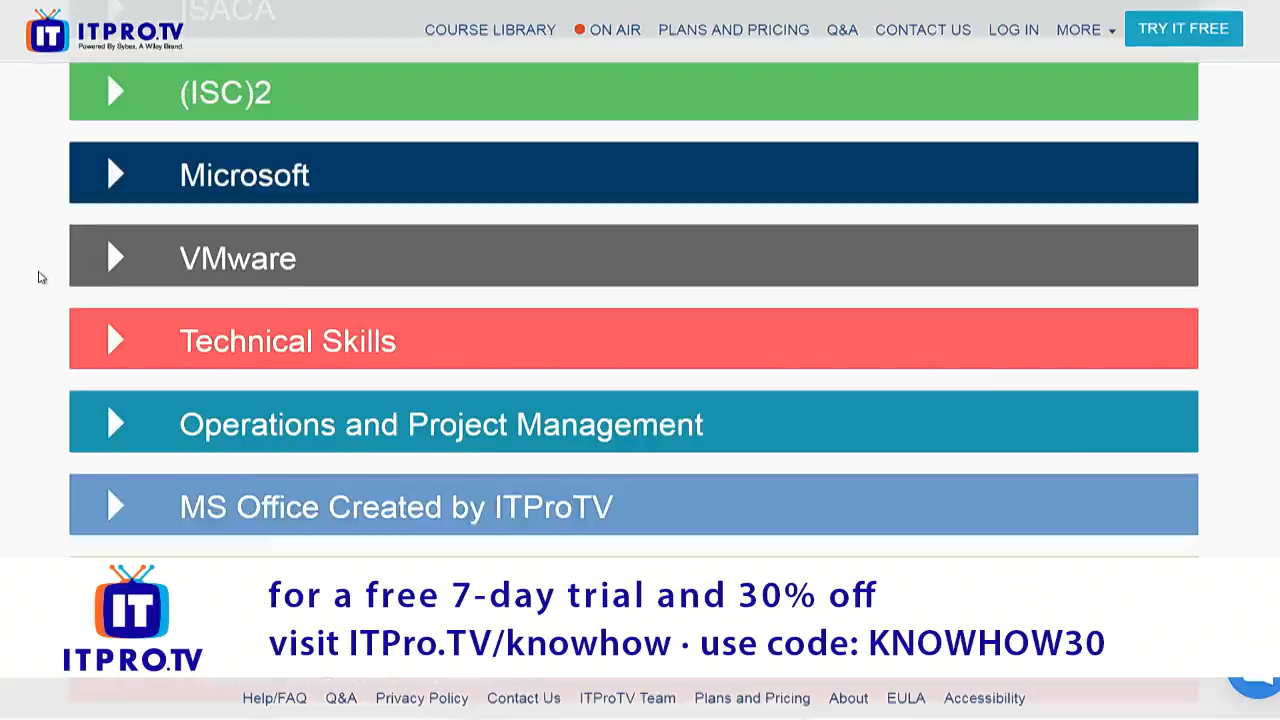 ISACA
ITPRO.TV
Powered By Sybex, A Wiley Brand.
COURSE LIBRARY ON AIR PLANS AND PRICING Q&A CONTACT US LOG IN MORE TRY IT FREE
(ISC)2
Microsoft
VMware
Technical Skills
Operations and Project Management
MS Office Created by ITProTV
IT
ITPRO.TV
for a free 7-day trial and 30% off
visit ITPro.TV/knowhow · use code: KNOWHOW30
Help/FAQ Q&A Privacy Policy Contact Us ITProTV Team Plans and Pricing About EULA Accessibility